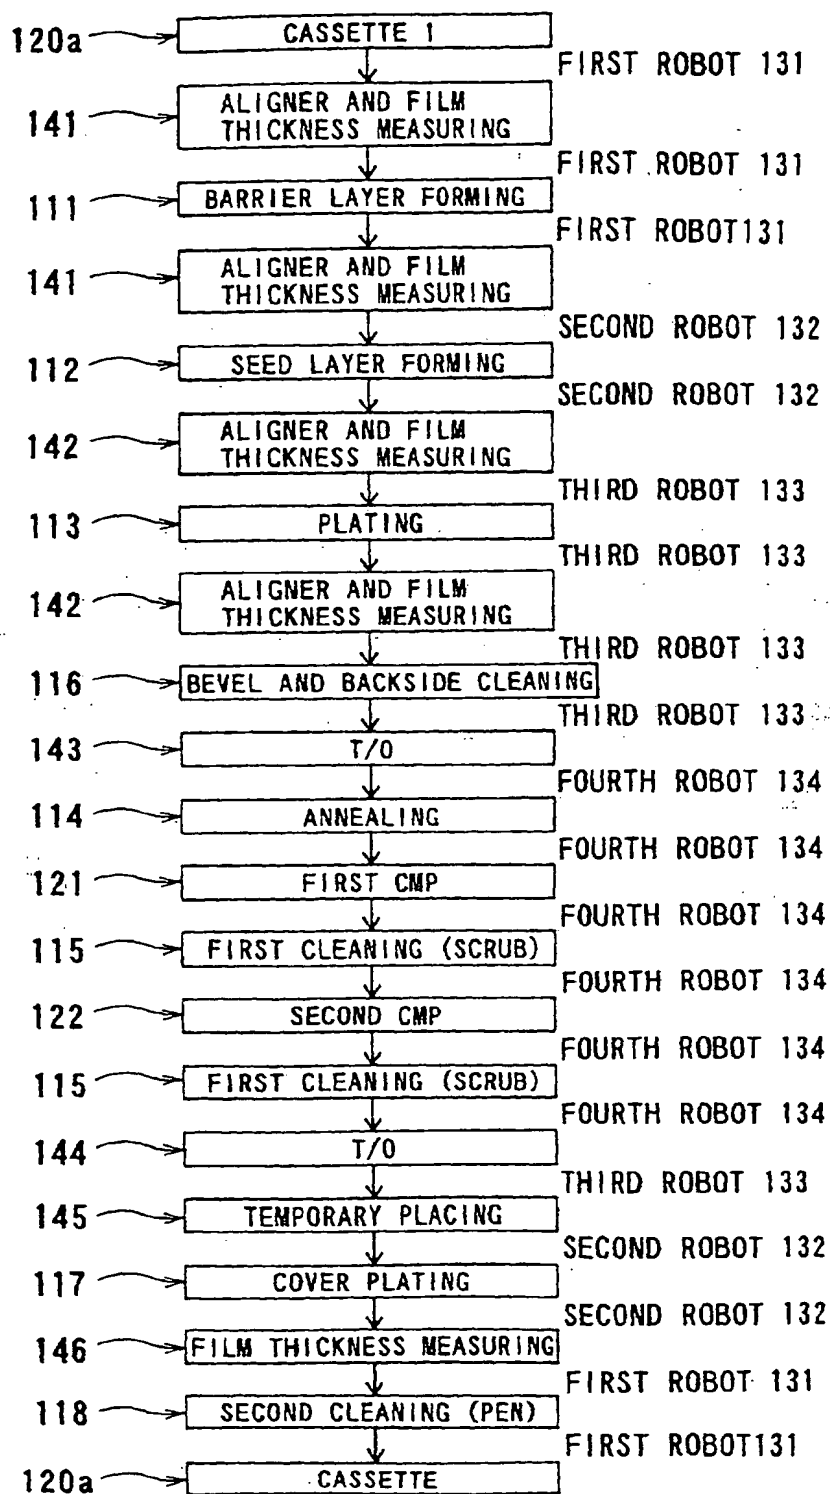 120a CASSETTE 1
FIRST ROBOT 131
141 ALIGNER AND FILM
THICKNESS MEASURING
FIRST ROBOT 131
111 BARRIER LAYER FORMING
FIRST ROBOT131
141 ALIGNER AND FILM
THICKNESS MEASURING
SECOND ROBOT 132
112 SEED LAYER FORMING
SECOND ROBOT 132
142 ALIGNER AND FILM
THICKNESS MEASURING
THIRD ROBOT 133
113 PLATING
THIRD ROBOT 133
142 ALIGNER AND FILM
THICKNESS MEASURING
THIRD ROBOT 133
116 BEVEL AND BACKSIDE CLEANING
THIRD ROBOT 133
143 T/O
FOURTH ROBOT 134
114 ANNEALING
FOURTH ROBOT 134
121 FIRST CMP
FOURTH ROBOT 134
115 FIRST CLEANING (SCRUB)
FOURTH ROBOT 134
122 SECOND CMP
FOURTH ROBOT 134
115 FIRST CLEANING (SCRUB)
FOURTH ROBOT 134
144 T/O
THIRD ROBOT 133
145 TEMPORARY PLACING
SECOND ROBOT 132
117 COVER PLATING
SECOND ROBOT 132
146 FILM THICKNESS MEASURING
FIRST ROBOT 131
118 SECOND CLEANING (PEN)
FIRST ROBOT131
120a CASSETTE